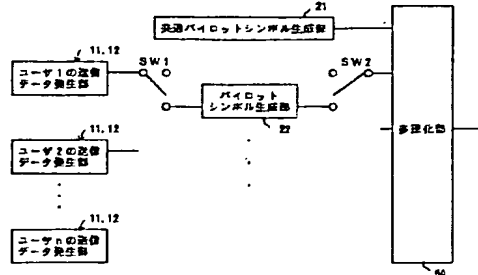 21
共通パイロットシンボル生成部
11,12
SW1
SW2
ユーザ1の送信
データ発生部
パイロット
シンボル生成部
22
多重化部
11,12
ユーザ2の送信
データ発生部
11,12
ユーザnの送信
データ発生部
60